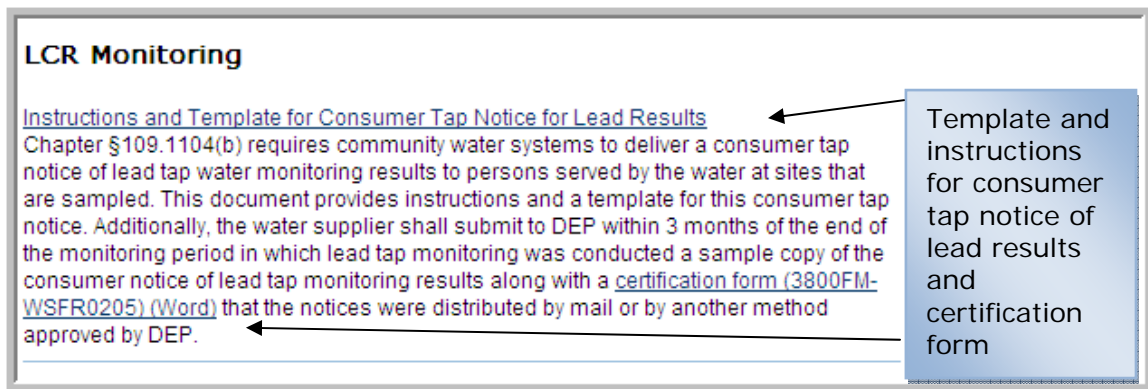 LCR Monitoring
Instructions and Template for Consumer Tap Notice for Lead Results
Chapter §109.1104(b) requires community water systems to deliver a consumer tap
notice of lead tap water monitoring results to persons served by the water at sites that
are sampled. This document provides instructions and a template for this consumer tap
notice. Additionally, the water supplier shall submit to DEP within 3 months of the end of
the monitoring period in which lead tap monitoring was conducted a sample copy of the
consumer notice of lead tap monitoring results along with a certification form (3800FM-
WSFR0205) (Word) that the notices were distributed by mail or by another method
approved by DEP.
Template and
instructions
for consumer
tap notice of
lead results
and
certification
form